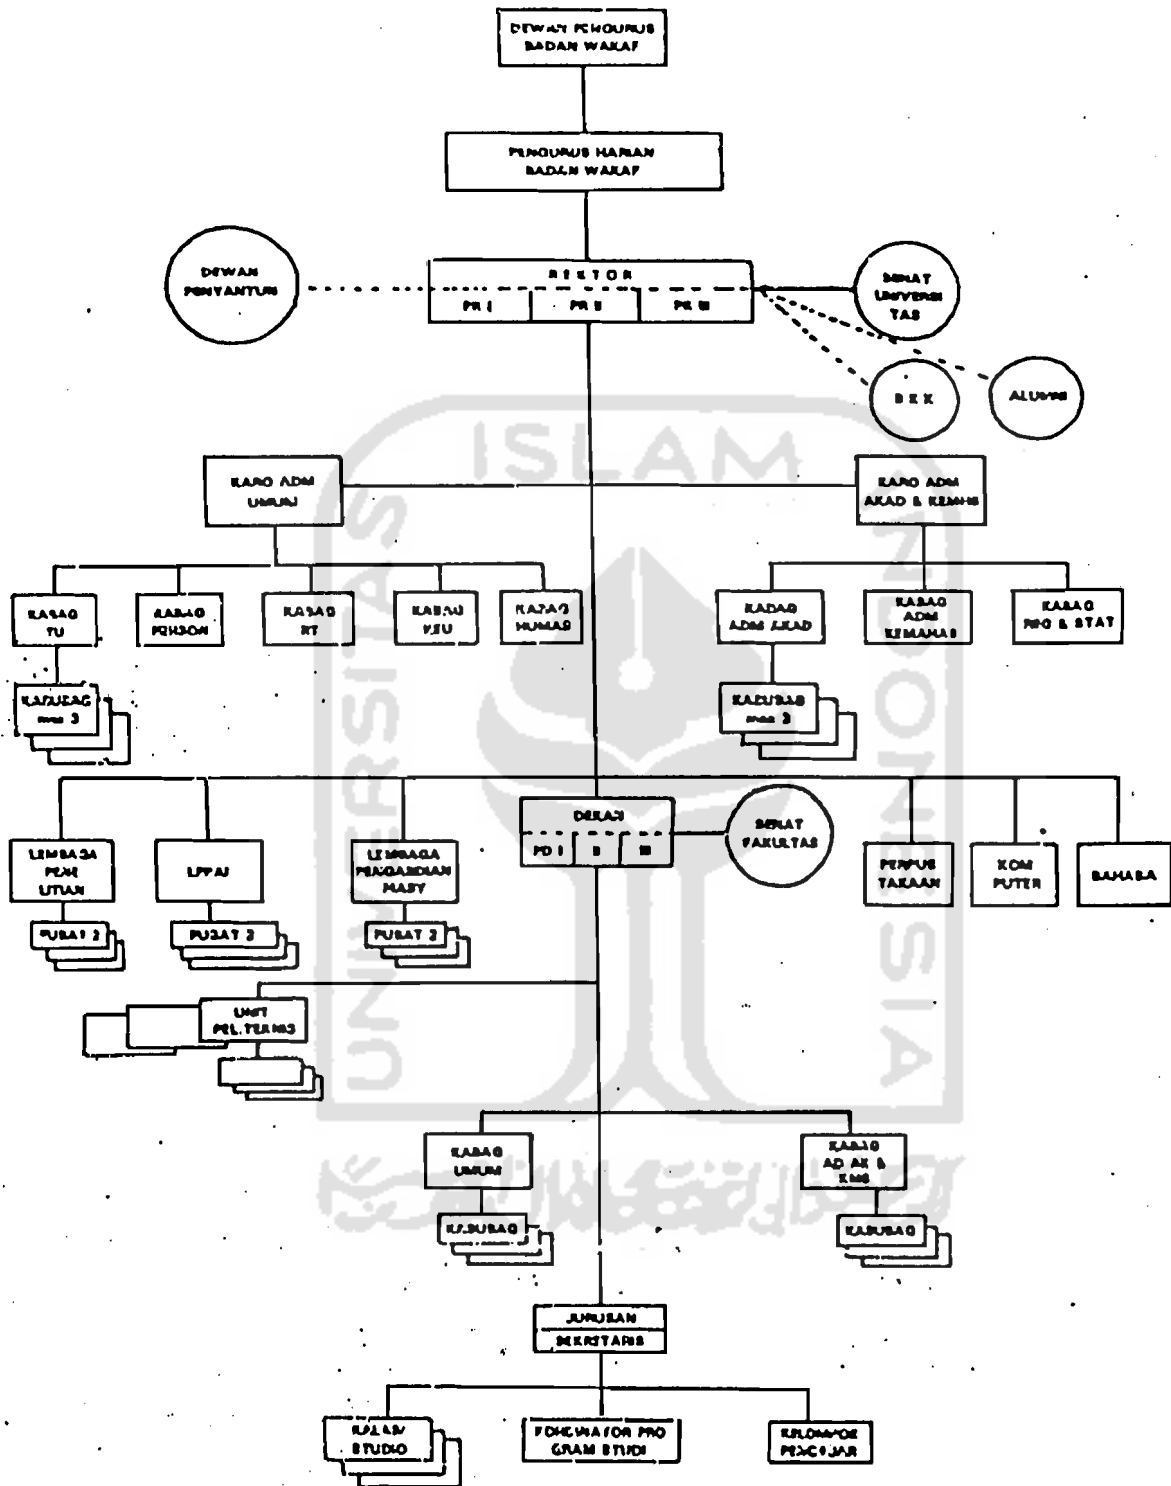 DEWAN PENGURUS
BADAN WAKAF
PENGURUS HARIAN
BADAN WAKAF
DEWAN
PENYANTUN
REKTOR
PR I
PR II
PR III
SENAT
UNIVERSI
TAS
BKK
ALUMNI
ISLAM
UNIVERSITAS
INDONESIA
KARO ADM
UMUM
KARO ADM
AKAD & KEMHS
KABAG
TU
KABAG
PERSON
KABAG
RT
KABAG
KEU
KABAG
HUMAS
KABAG
ADM AKAD
KABAG
ADM
KEMAHAS
KABAG
REG & STAT
KASUBAG
max 3
KASUBAG
max 3
LEMBAGA
PENE
LITIAN
LPPAI
LEMBAGA
PENGABDIAN
MASY
DEKAN
PD I
II
III
SENAT
FAKULTAS
PERPUS
TAKAAN
KOM
PUTER
BAHASA
PUSAT 2
PUSAT 2
PUSAT 2
UNIT
PEL. TEKNIS
KABAG
UMUM
KABAG
AD AK &
KMS
KASUBAG
KASUBAG
JURUSAN
SEKRETARIS
KALAB/
STUDIO
KORDINATOR PRO
GRAM STUDI
KELOMPOK
PENGAJAR